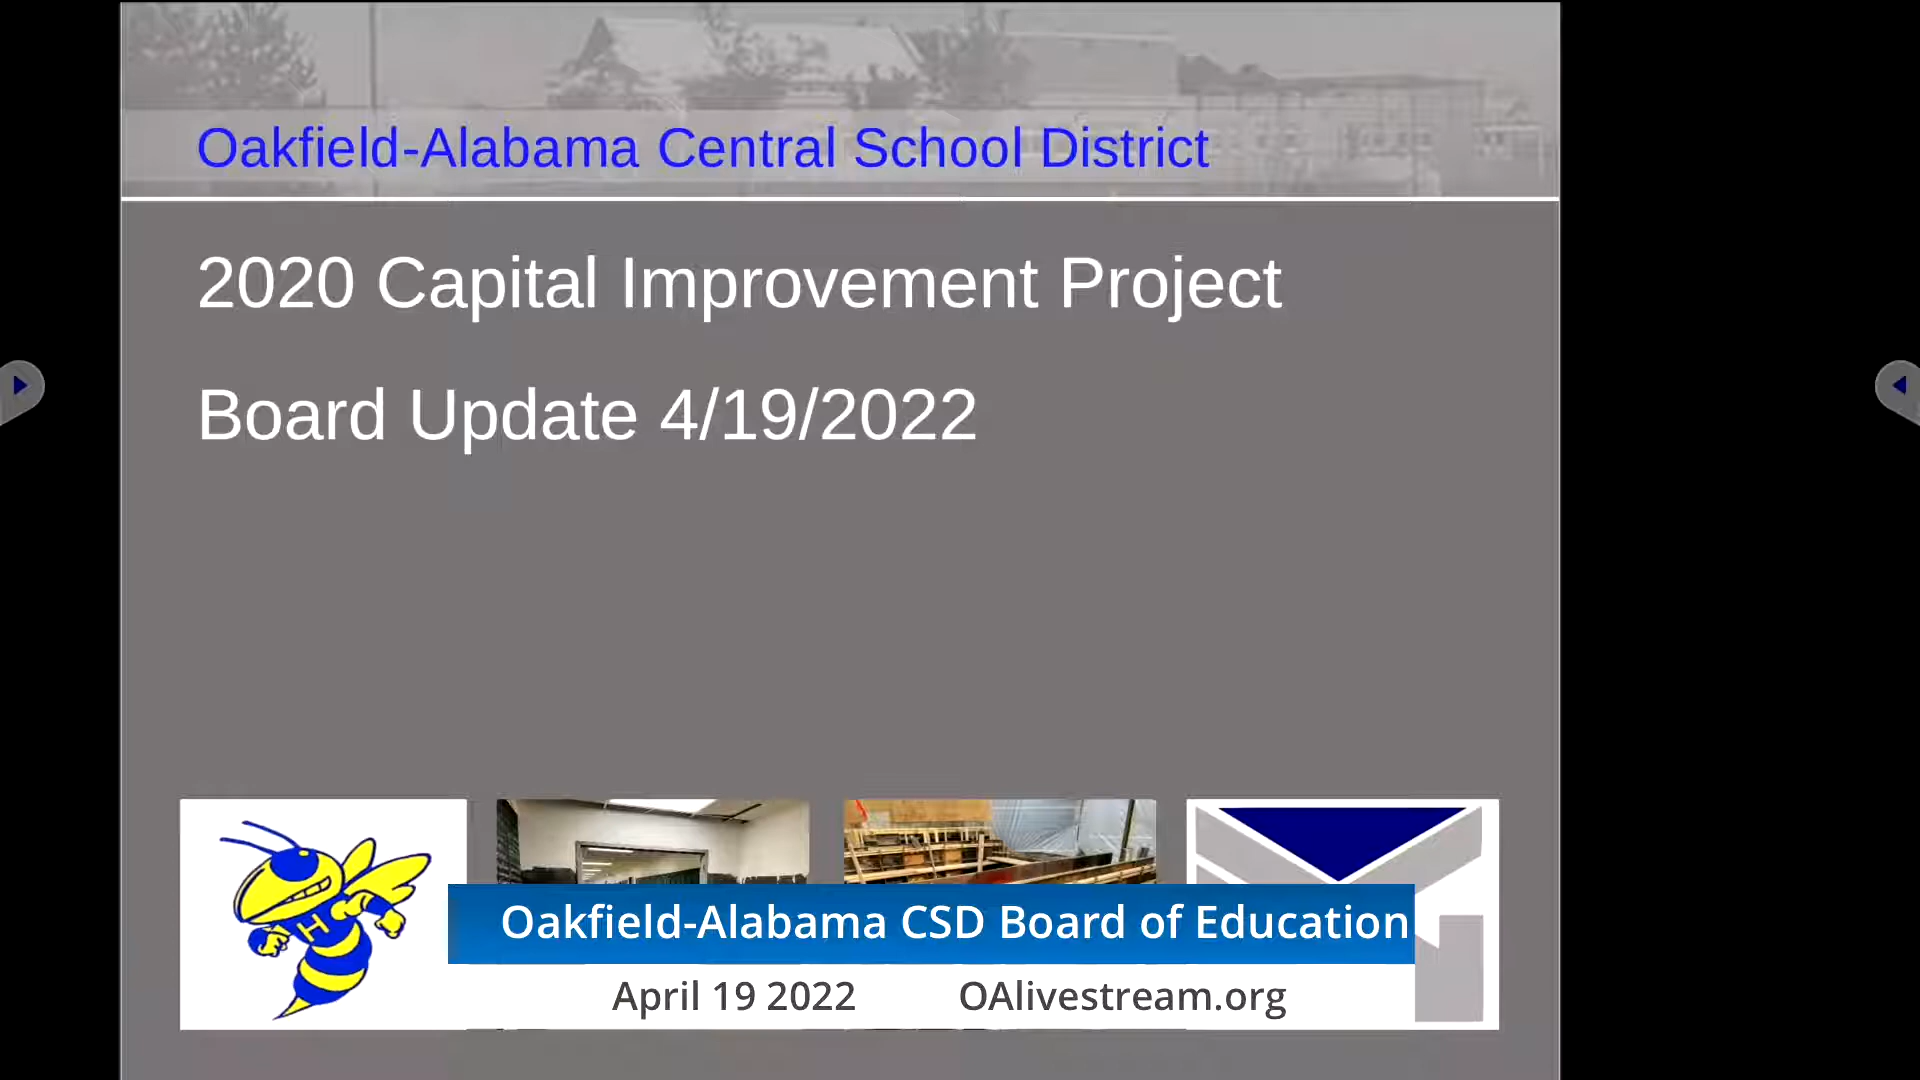 Oakfield-Alabama Central School District
2020 Capital Improvement Project
Board Update 4/19/2022
H
Oakfield-Alabama CSD Board of Education
April 19 2022 OAlivestream.org